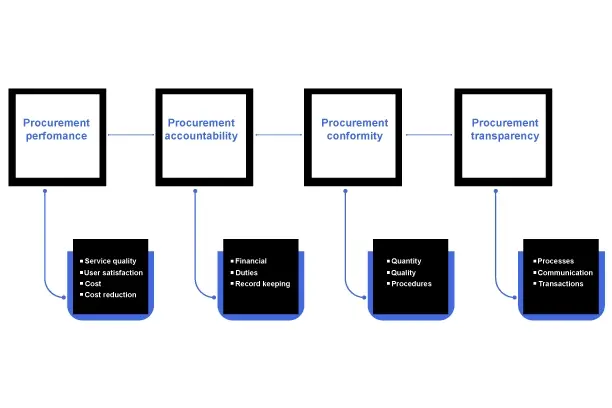 Procurement
perfomance
Procurement
accountability
Procurement
conformity
Procurement
transparency
Service quality
User satisfaction
Cost
Cost reduction
Financial
Duties
Record keeping
Quantity
Quality
Procedures
Processes
Communication
Transactions